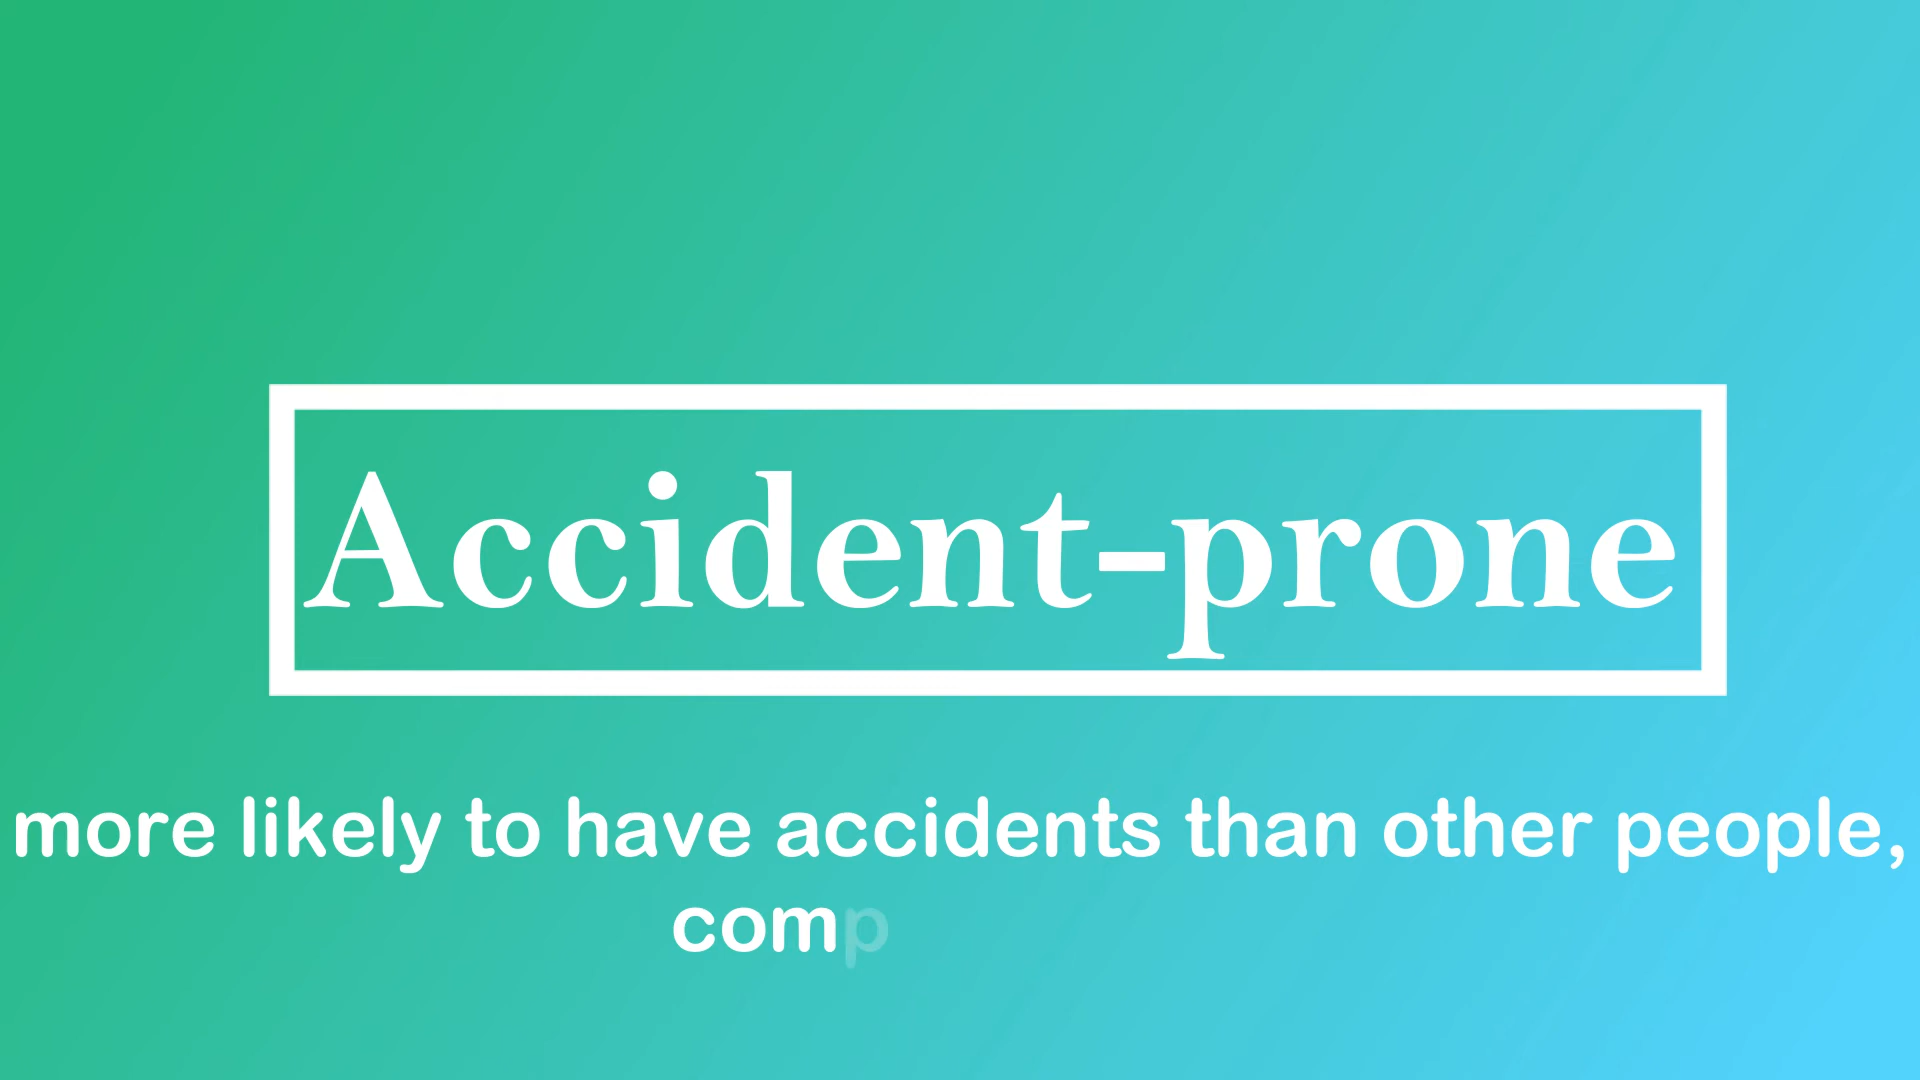 Accident-prone
more likely to have accidents than other people,
comp